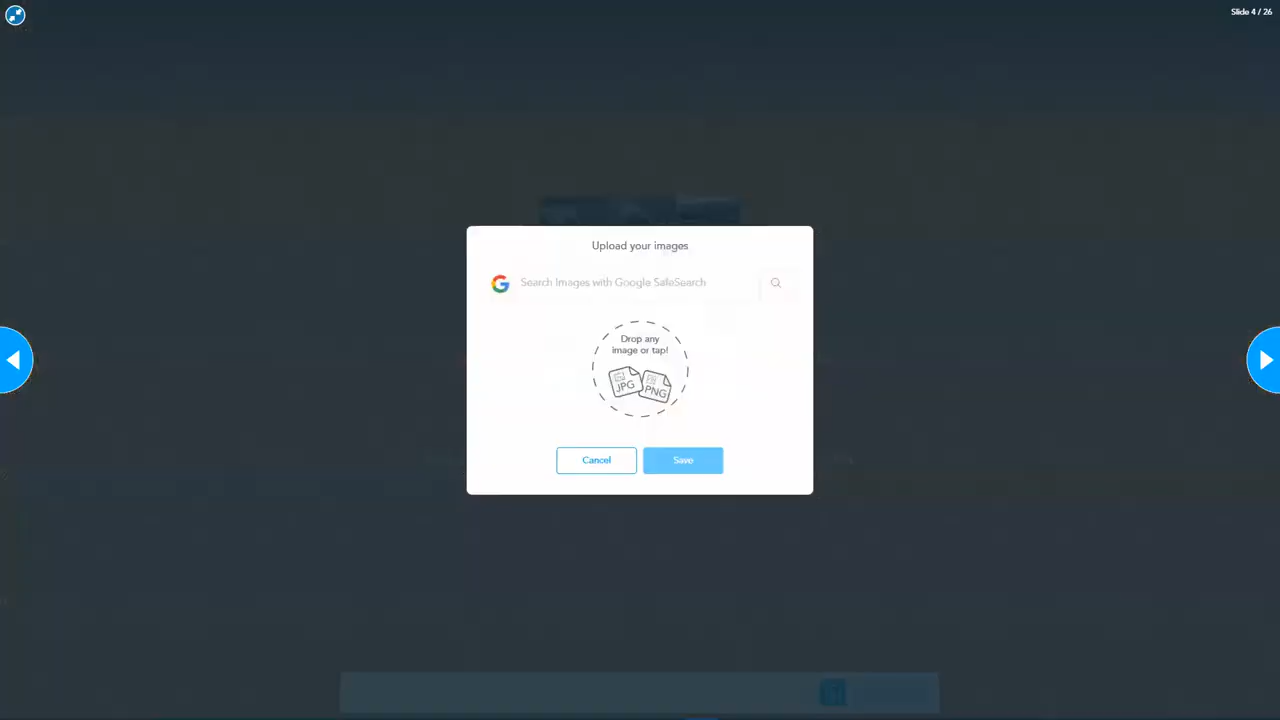 Slide 4 / 26
Upload your images
Search Images with Google SafeSearch
Drop any
image or tap!
JPG
PNG
Cancel
Save